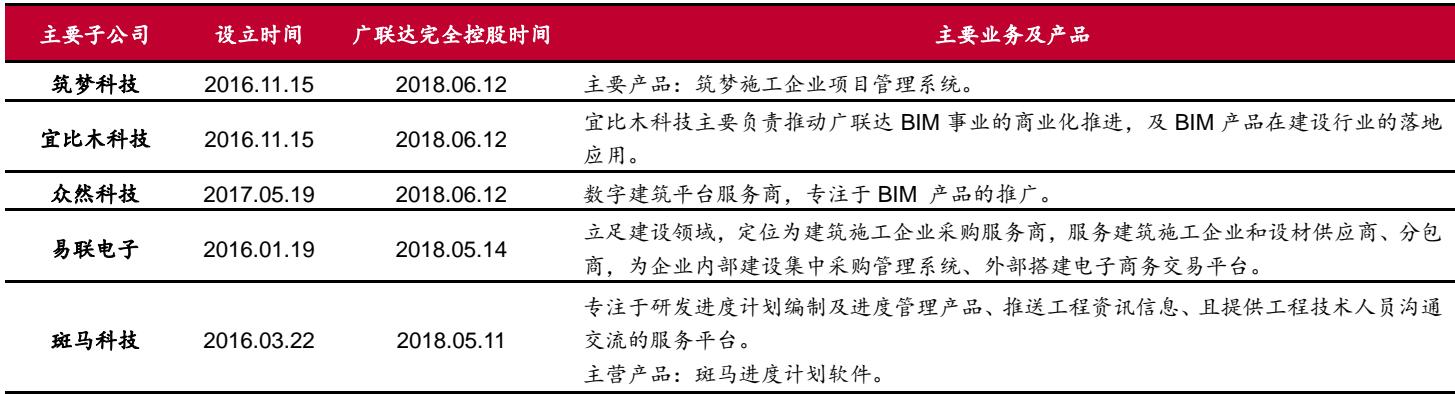 主要子公司 设立时间 广联达完全控股时间 主要业务及产品
筑梦科技 2016.11.15 2018.06.12 主要产品：筑梦施工企业项目管理系统。
宜比木科技 2016.11.15 2018.06.12 宜比木科技主要负责推动广联达 BIM 事业的商业化推进，及 BIM 产品在建设行业的落地
应用。
众然科技 2017.05.19 2018.06.12 数字建筑平台服务商，专注于 BIM 产品的推广。
易联电子 2016.01.19 2018.05.14 立足建设领域，定位为建筑施工企业采购服务商，服务建筑施工企业和设材供应商、分包
商，为企业内部建设集中采购管理系统、外部搭建电子商务交易平台。
斑马科技 2016.03.22 2018.05.11 专注于研发进度计划编制及进度管理产品、推送工程资讯信息、且提供工程技术人员沟通
交流的服务平台。
主营产品：斑马进度计划软件。